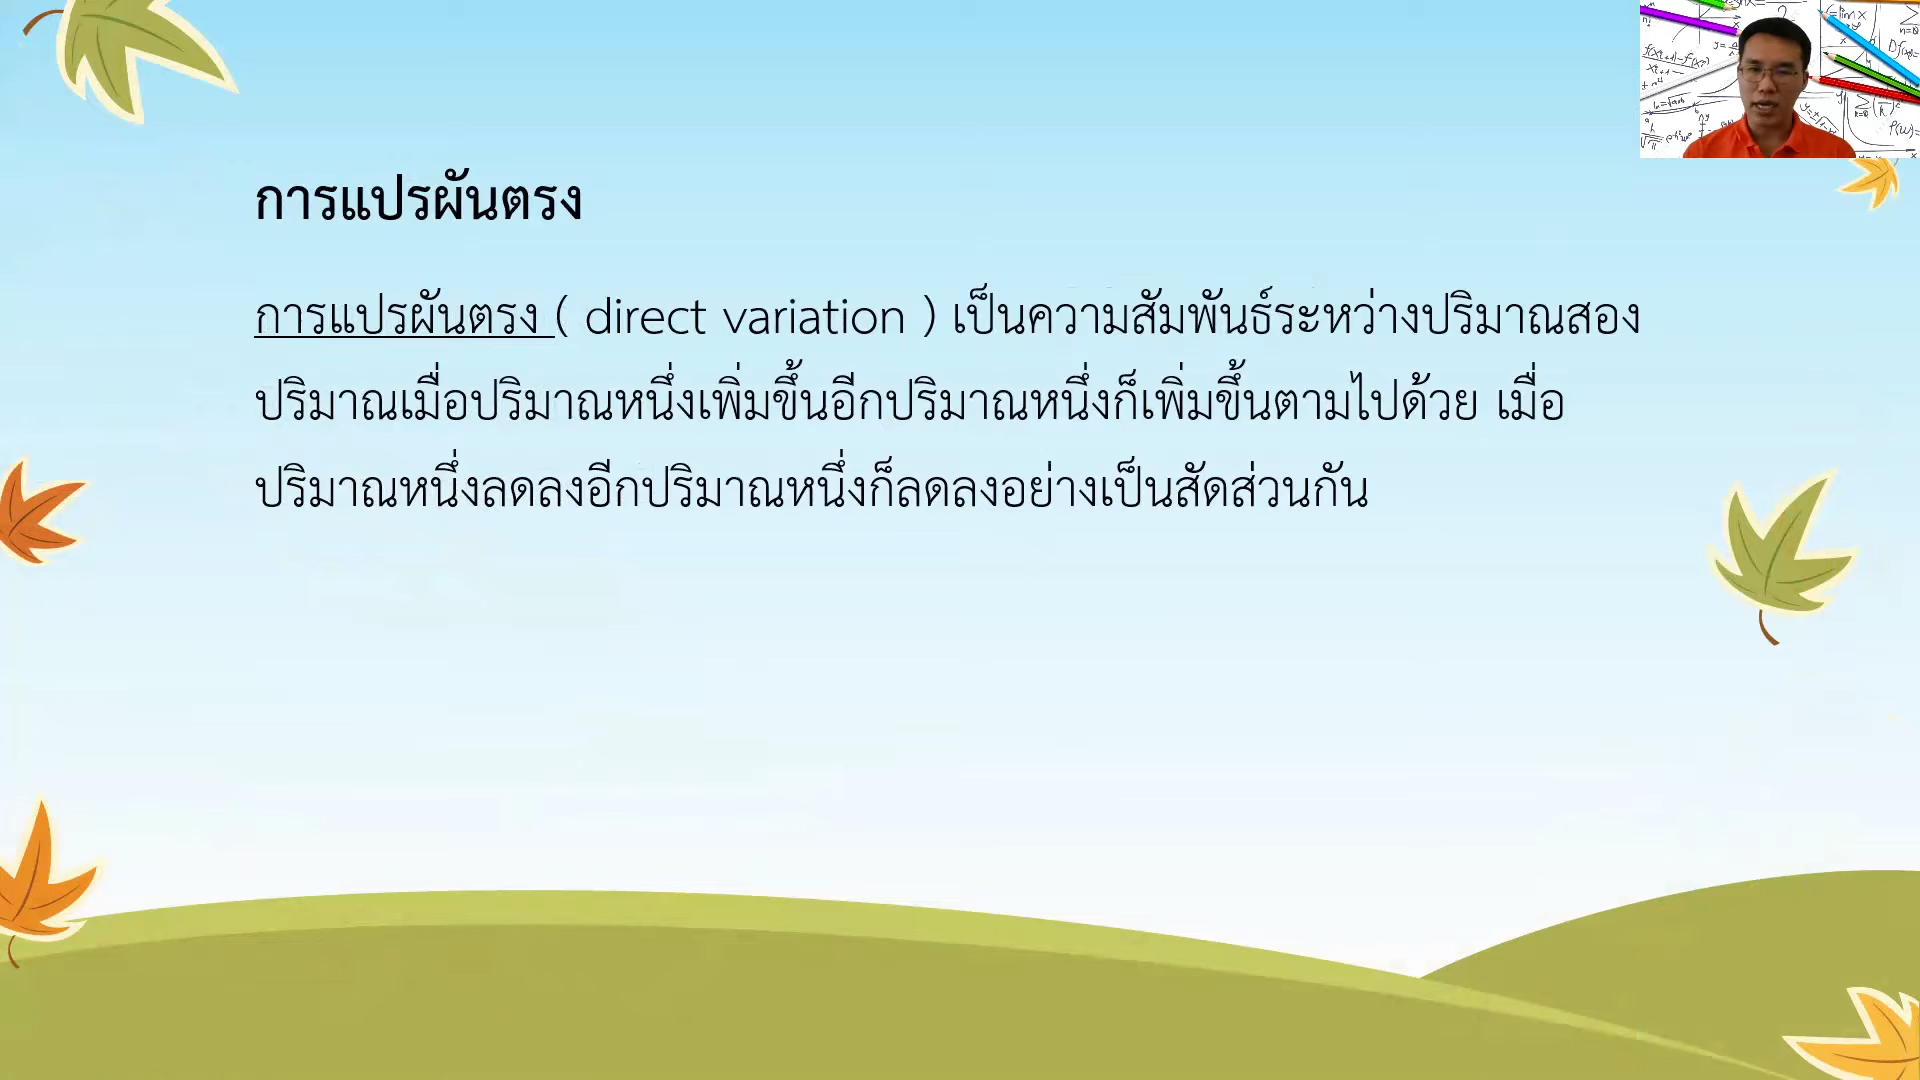 การแปรผันตรง
การแปรผันตรง ( direct variation ) เป็นความสัมพันธ์ระหว่างปริมาณสอง
ปริมาณเมื่อปริมาณหนึ่งเพิ่มขึ้นอีกปริมาณหนึ่งก็เพิ่มขึ้นตามไปด้วย เมื่อ
ปริมาณหนึ่งลดลงอีกปริมาณหนึ่งก็ลดลงอย่างเป็นสัดส่วนกัน